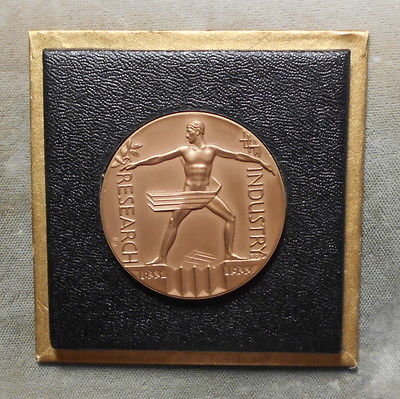 RESEARCH
INDUSTRY
1833
1933